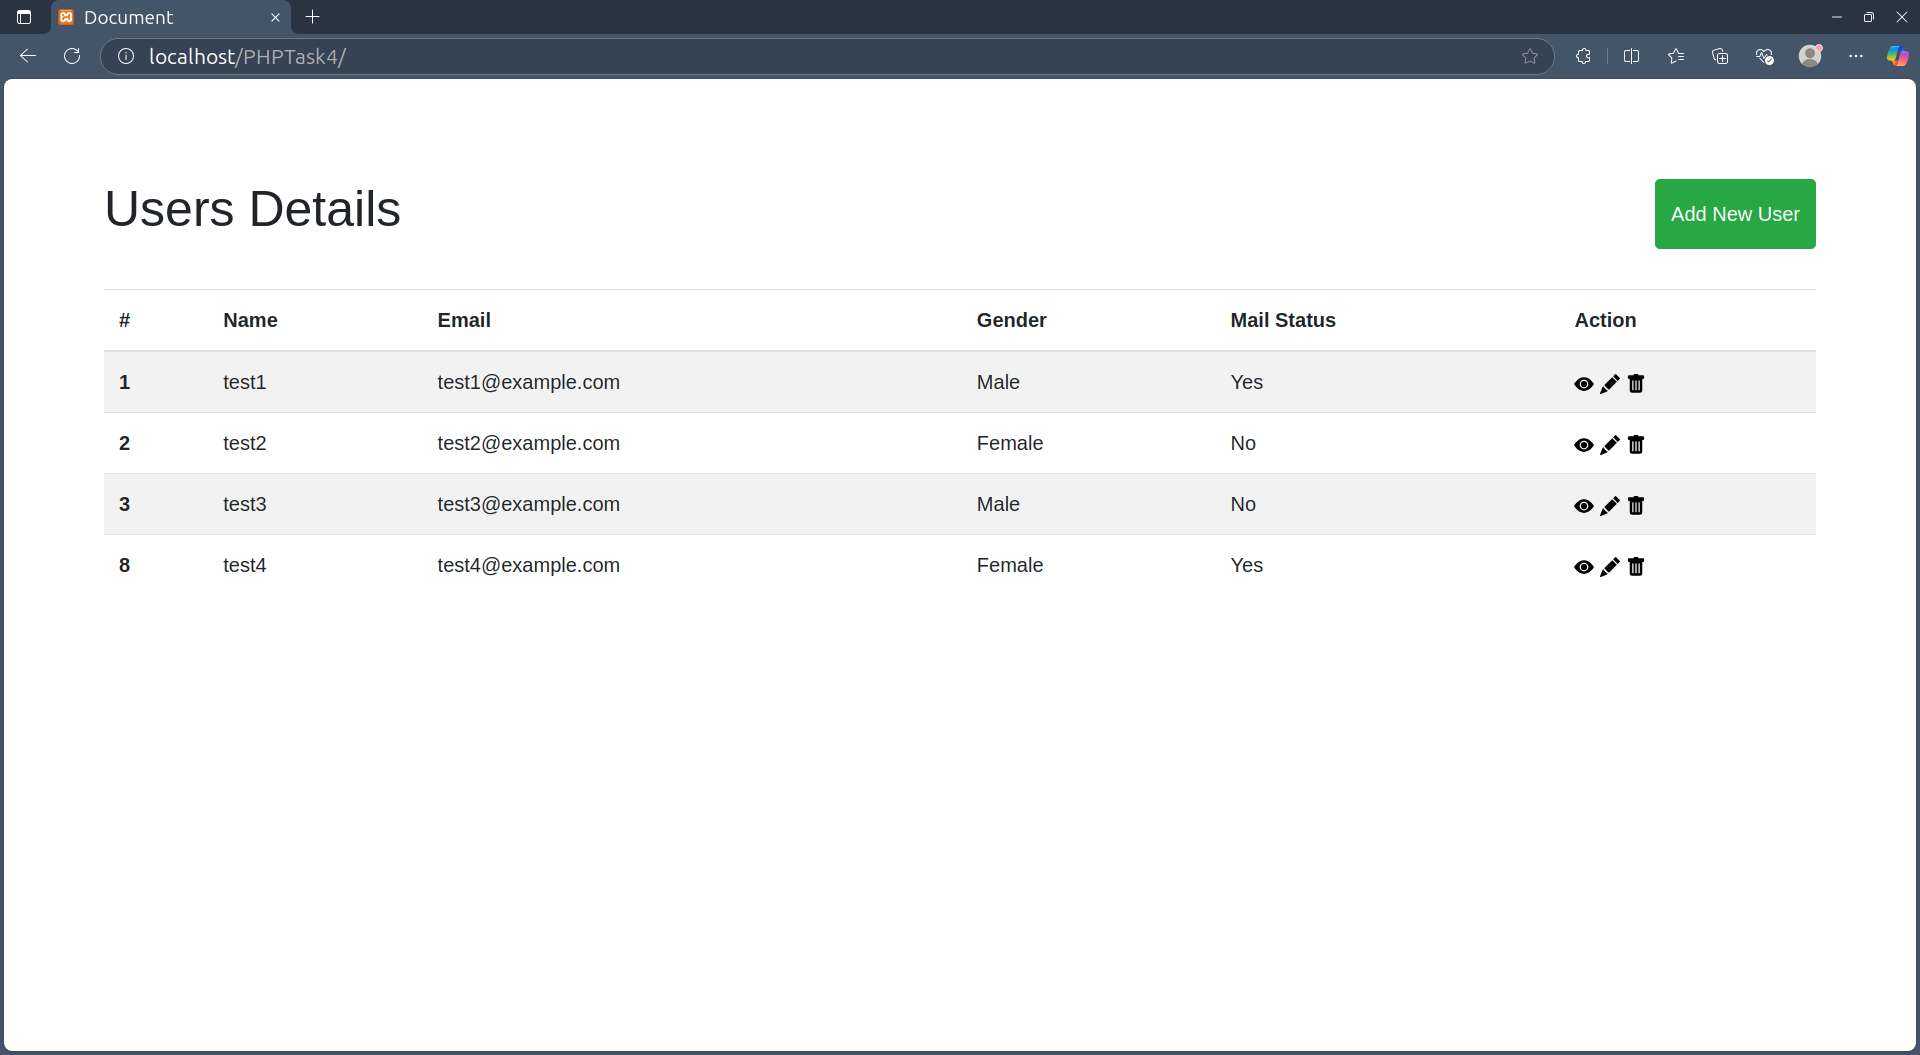 Document
localhost/PHPTask4/
Users Details
Add New User
# Name Email Gender Mail Status Action
1 test1 test1@example.com Male Yes
2 test2 test2@example.com Female No
3 test3 test3@example.com Male No
8 test4 test4@example.com Female Yes